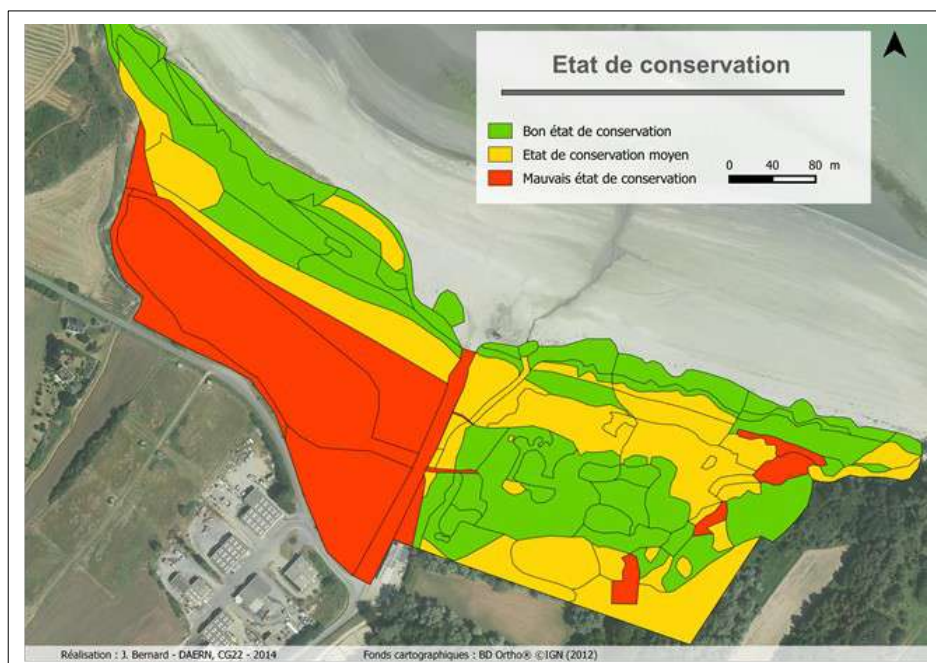 Etat de conservation
Bon état de conservation
Etat de conservation moyen
Mauvais état de conservation
0 40 80 m
Réalisation : J. Bernard - DAERN, CG22 - 2014 Fonds cartographiques : BD Ortho® ©IGN (2012)